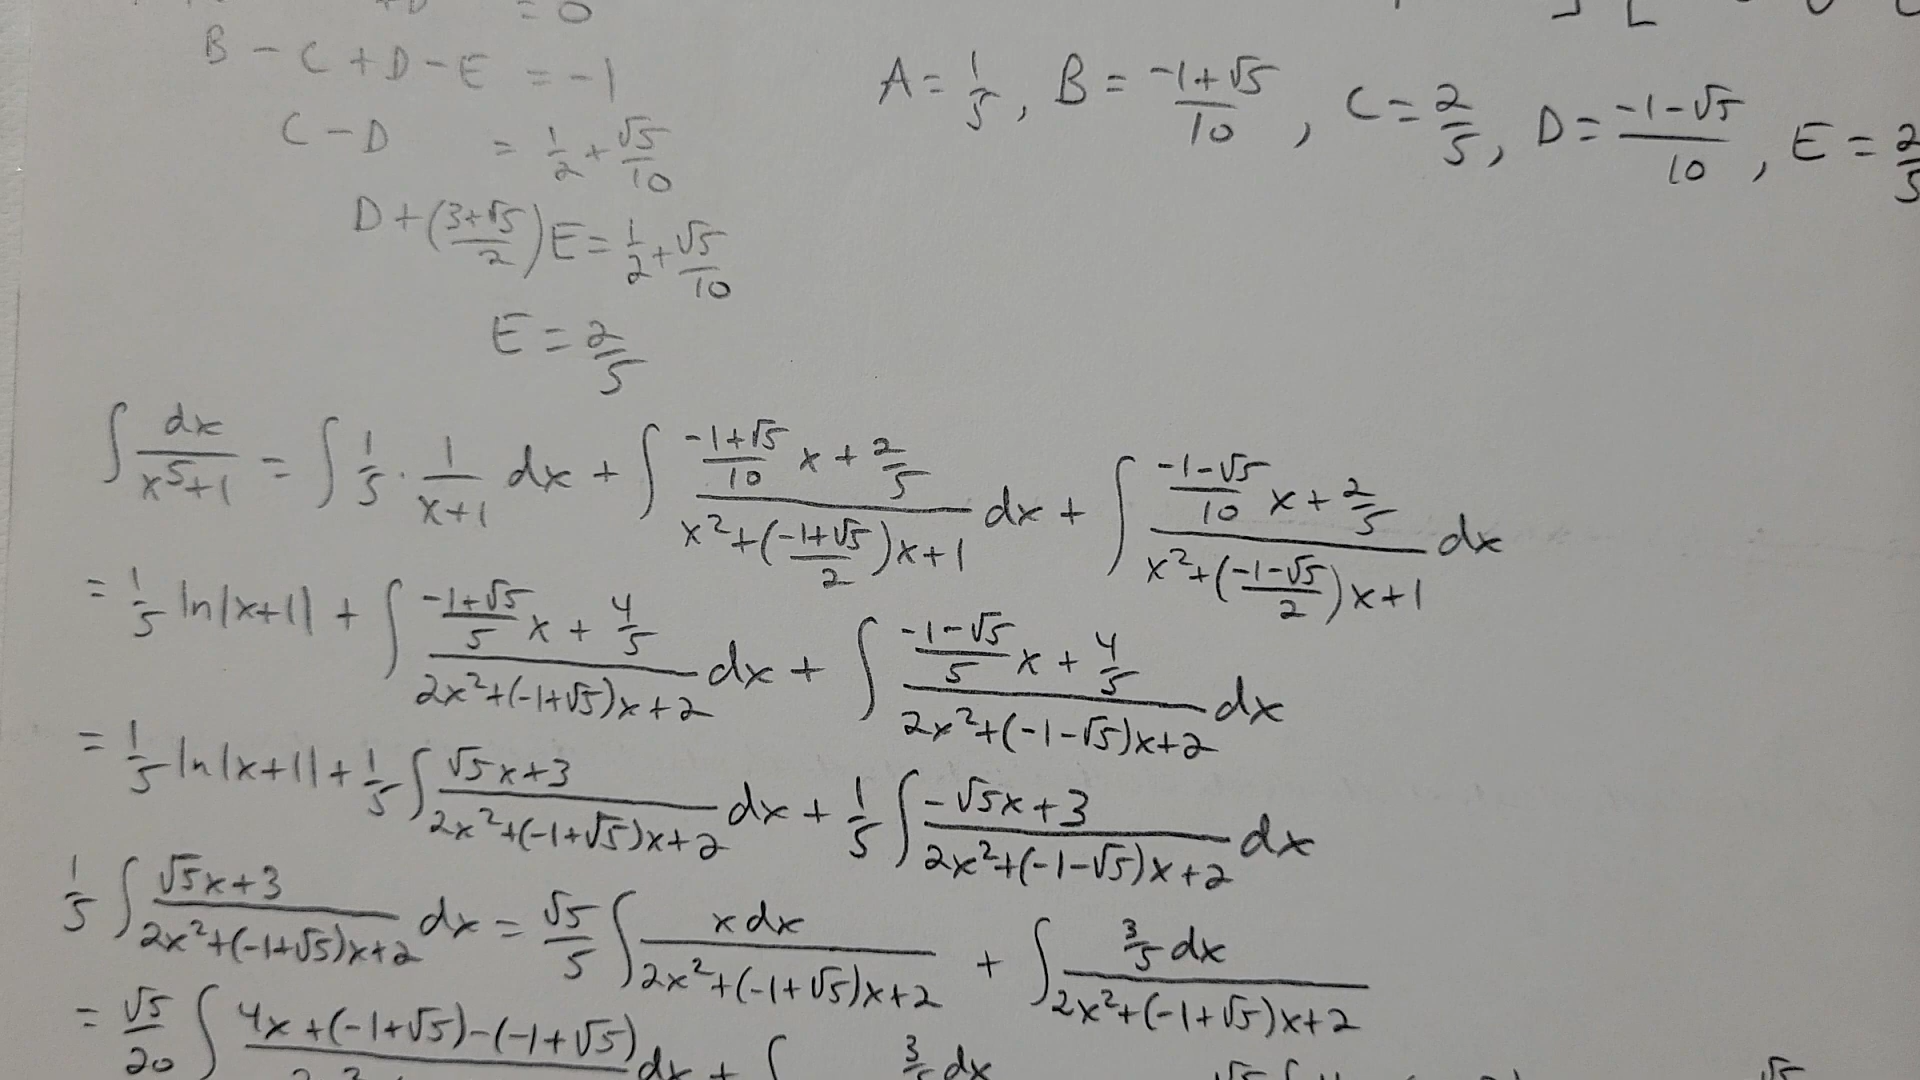 = 0
B - C + D - E = -1
C - D = 1/2 + √5/10
D + ((3+√5)/2)E = 1/2 + √5/10
E = 2/5
A = 1/5, B = (-1+√5)/10, C = 2/5, D = (-1-√5)/10, E = 2/5
∫ dx/(x^5+1) = ∫ 1/5 · 1/(x+1) dx + ∫ ((-1+√5)/10 x + 2/5)/(x²+((-1+√5)/2)x+1) dx + ∫ ((-1-√5)/10 x + 2/5)/(x²+((-1-√5)/2)x+1) dx
= 1/5 ln|x+1| + ∫ ((-1+√5)/5 x + 4/5)/(2x²+(-1+√5)x+2) dx + ∫ ((-1-√5)/5 x + 4/5)/(2x²+(-1-√5)x+2) dx
= 1/5 ln|x+1| + 1/5 ∫ (√5x+3)/(2x²+(-1+√5)x+2) dx + 1/5 ∫ (-√5x+3)/(2x²+(-1-√5)x+2) dx
1/5 ∫ (√5x+3)/(2x²+(-1+√5)x+2) dx = √5/5 ∫ x dx/(2x²+(-1+√5)x+2) + ∫ 3/5 dx/(2x²+(-1+√5)x+2)
= √5/20 ∫ 4x+(-1+√5)-(-1+√5) dx + ∫ 3/5 dx